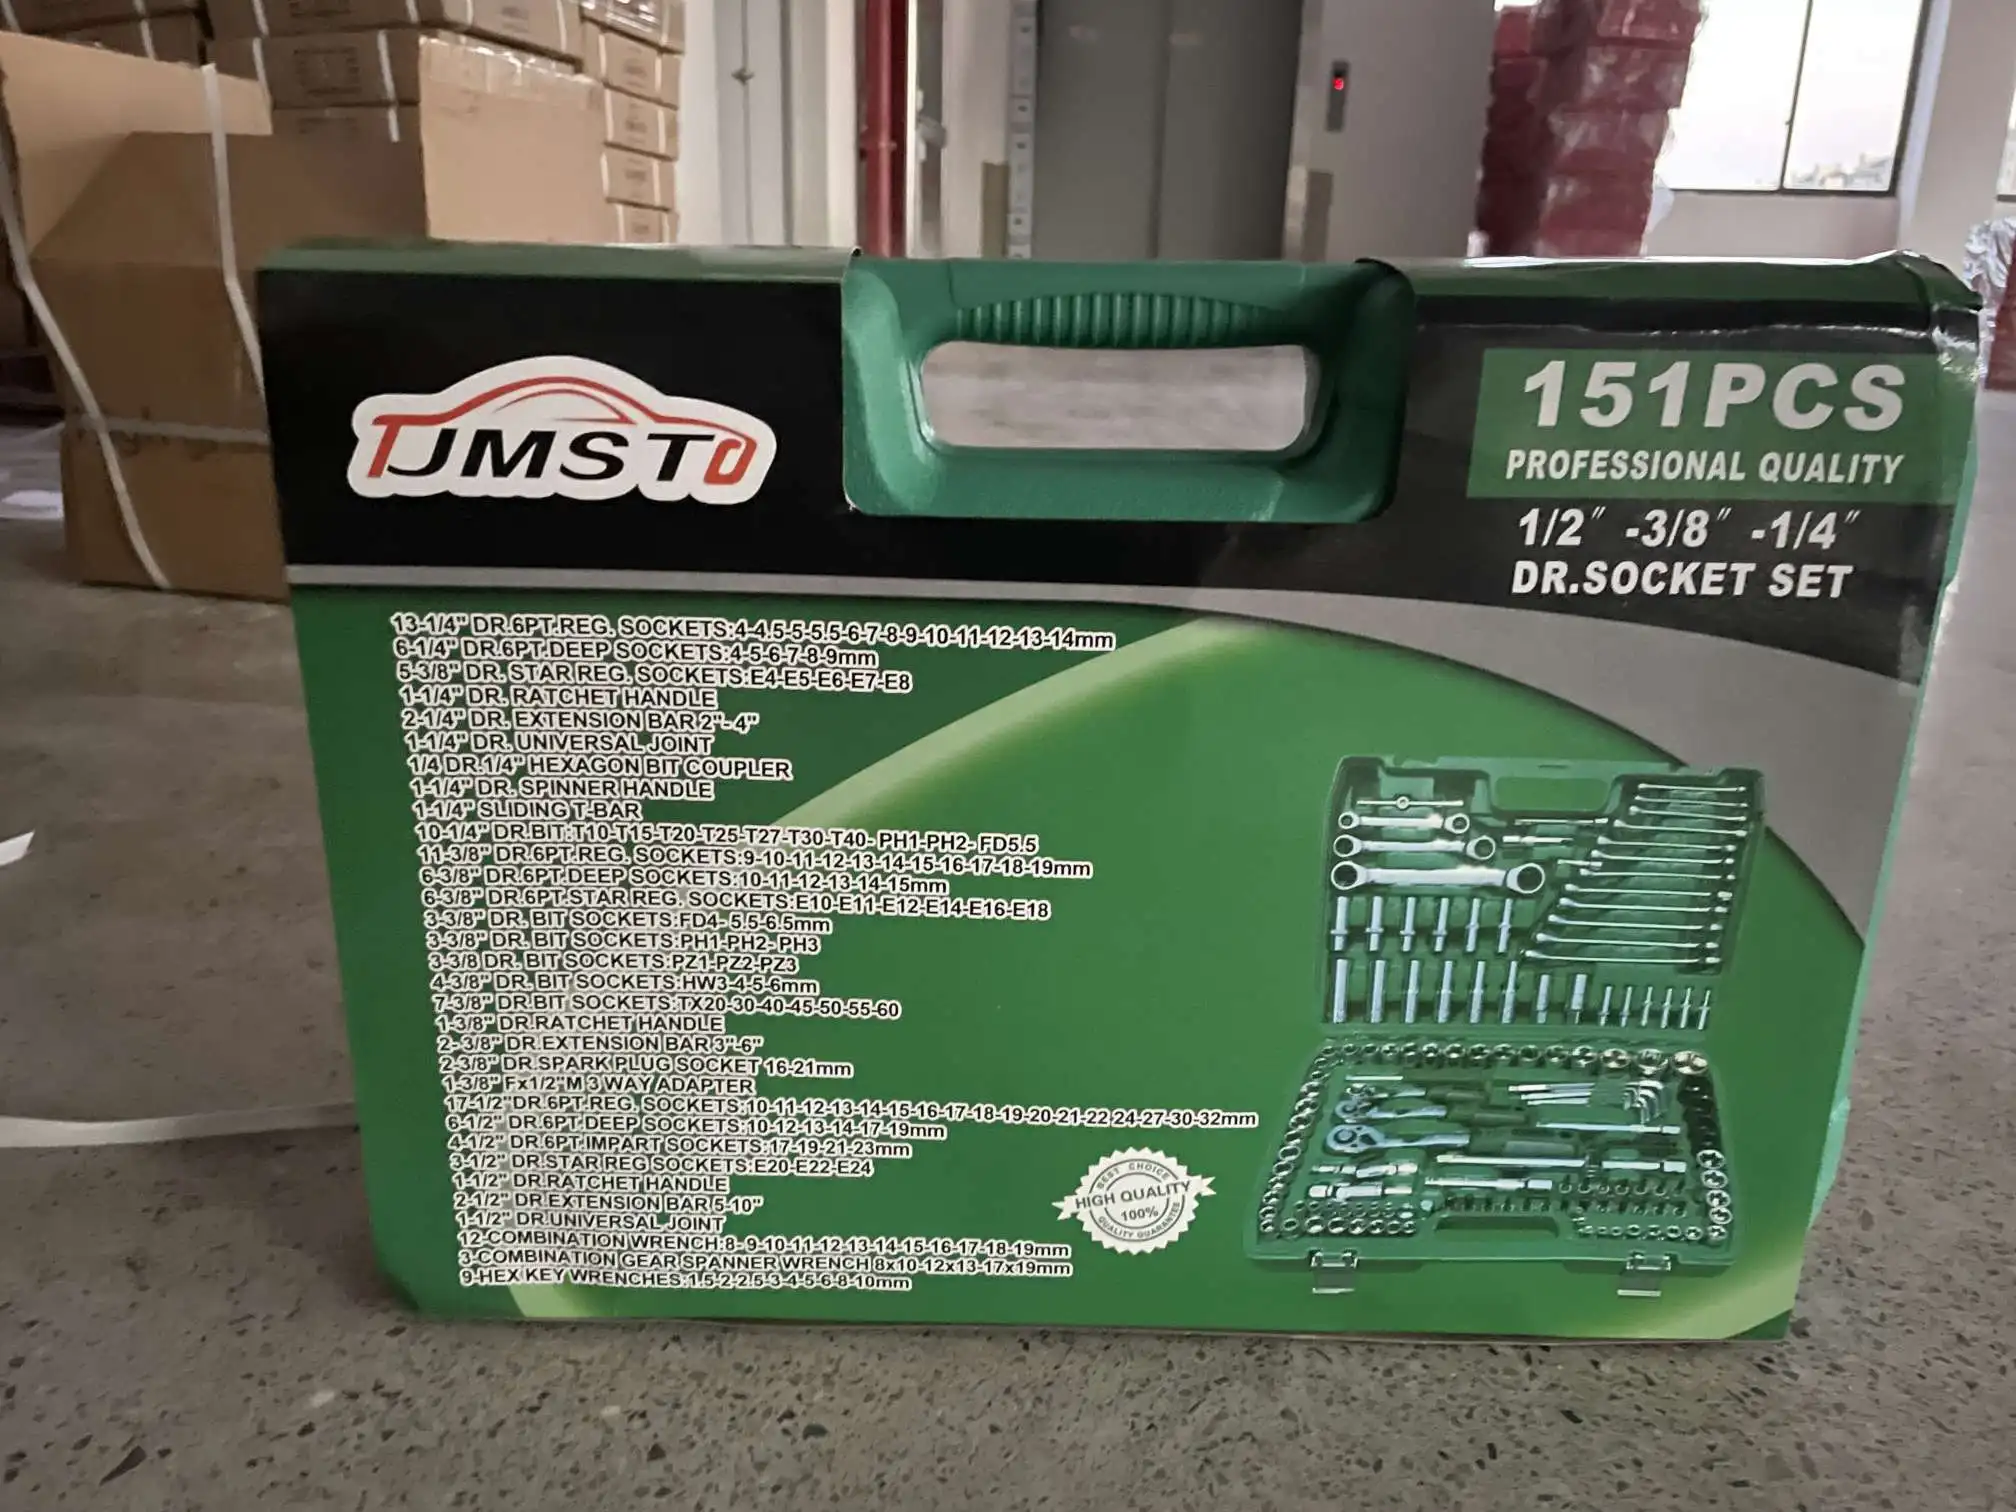 TJMSTO
151PCS
PROFESSIONAL QUALITY
1/2" -3/8" -1/4"
DR.SOCKET SET
13-1/4" DR.6PT.REG. SOCKETS:4-4.5-5-5.5-6-7-8-9-10-11-12-13-14mm
6-1/4" DR.6PT.DEEP SOCKETS:4-5-6-7-8-9mm
5-3/8" DR. STAR REG. SOCKETS:E4-E5-E6-E7-E8
1-1/4" DR. RATCHET HANDLE
2-1/4" DR. EXTENSION BAR 2"-4"
1-1/4" DR. UNIVERSAL JOINT
1/4 DR.1/4" HEXAGON BIT COUPLER
1-1/4" DR. SPINNER HANDLE
1-1/4" SLIDING T-BAR
10-1/4" DR.BIT:T10-T15-T20-T25-T27-T30-T40- PH1-PH2- FD5.5
11-3/8" DR.6PT.REG. SOCKETS:9-10-11-12-13-14-15-16-17-18-19mm
6-3/8" DR.6PT.DEEP SOCKETS:10-11-12-13-14-15mm
6-3/8" DR.6PT.STAR REG. SOCKETS:E10-E11-E12-E14-E16-E18
3-3/8" DR. BIT SOCKETS:FD4- 5.5-6.5mm
3-3/8" DR. BIT SOCKETS:PH1-PH2- PH3
3-3/8 DR. BIT SOCKETS:PZ1-PZ2-PZ3
4-3/8" DR. BIT SOCKETS:HW3-4-5-6mm
7-3/8" DR.BIT SOCKETS:TX20-30-40-45-50-55-60
1-3/8" DR.RATCHET HANDLE
2- 3/8" DR.EXTENSION BAR 3"-6"
2-3/8" DR.SPARK PLUG SOCKET 16-21mm
1-3/8" Fx1/2"M 3 WAY ADAPTER
17-1/2"DR.6PT.REG. SOCKETS:10-11-12-13-14-15-16-17-18-19-20-21-22 24-27-30-32mm
6-1/2" DR.6PT.DEEP SOCKETS:10-12-13-14-17-19mm
4-1/2" DR.6PT.IMPART SOCKETS:17-19-21-23mm
3-1/2" DR.STAR REG SOCKETS:E20-E22-E24
1-1/2" DR.RATCHET HANDLE
2-1/2" DR.EXTENSION BAR 5-10"
1-1/2" DR.UNIVERSAL JOINT
12-COMBINATION WRENCH:8- 9-10-11-12-13-14-15-16-17-18-19mm
3-COMBINATION GEAR SPANNER WRENCH 8x10-12x13-17x19mm
9-HEX KEY WRENCHES:1.5-2-2.5-3-4-5-6-8-10mm
BEST CHOICE
HIGH QUALITY
100%
QUALITY GUARANTEE